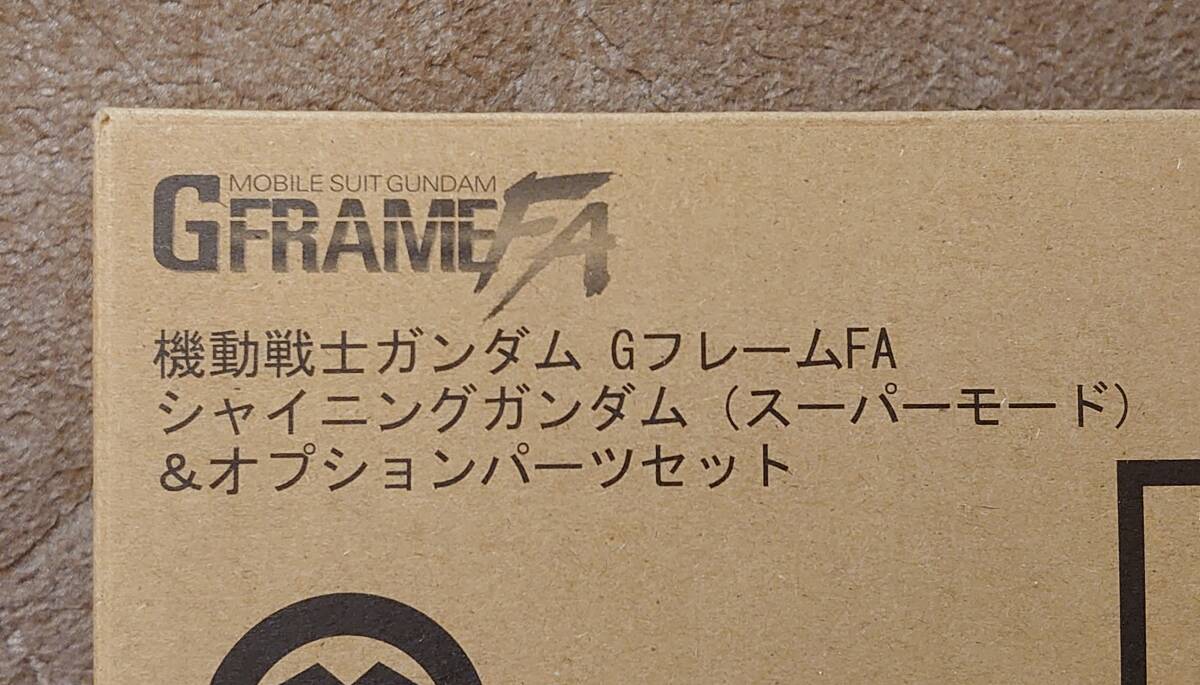 MOBILE SUIT GUNDAM
GFRAME FA
機動戦士ガンダム GフレームFA
シャイニングガンダム（スーパーモード）
&オプションパーツセット